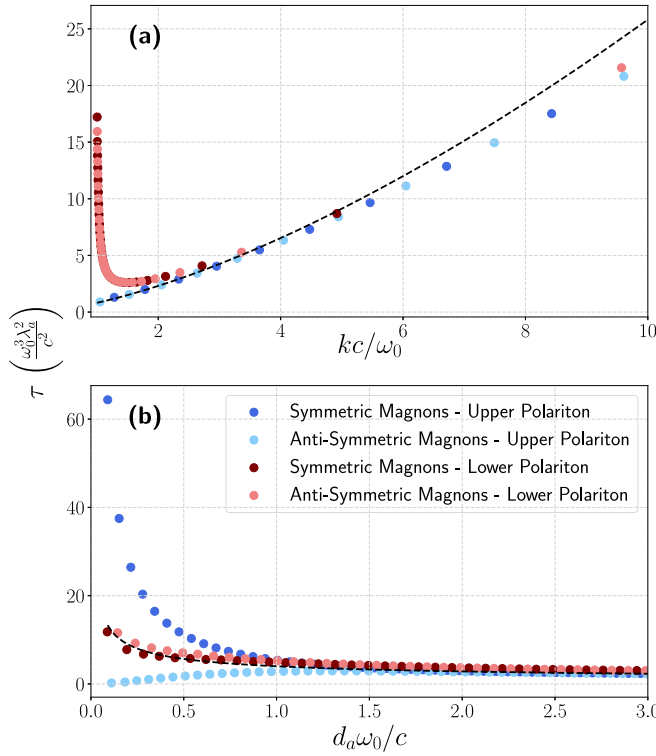 25
20
15
10
5
0
(a)
2
4
6
8
10
kc/ω₀
τ (ω₀³λₐ²/c²)
60
40
20
0
(b)
Symmetric Magnons - Upper Polariton
Anti-Symmetric Magnons - Upper Polariton
Symmetric Magnons - Lower Polariton
Anti-Symmetric Magnons - Lower Polariton
0.0
0.5
1.0
1.5
2.0
2.5
3.0
dₐω₀/c